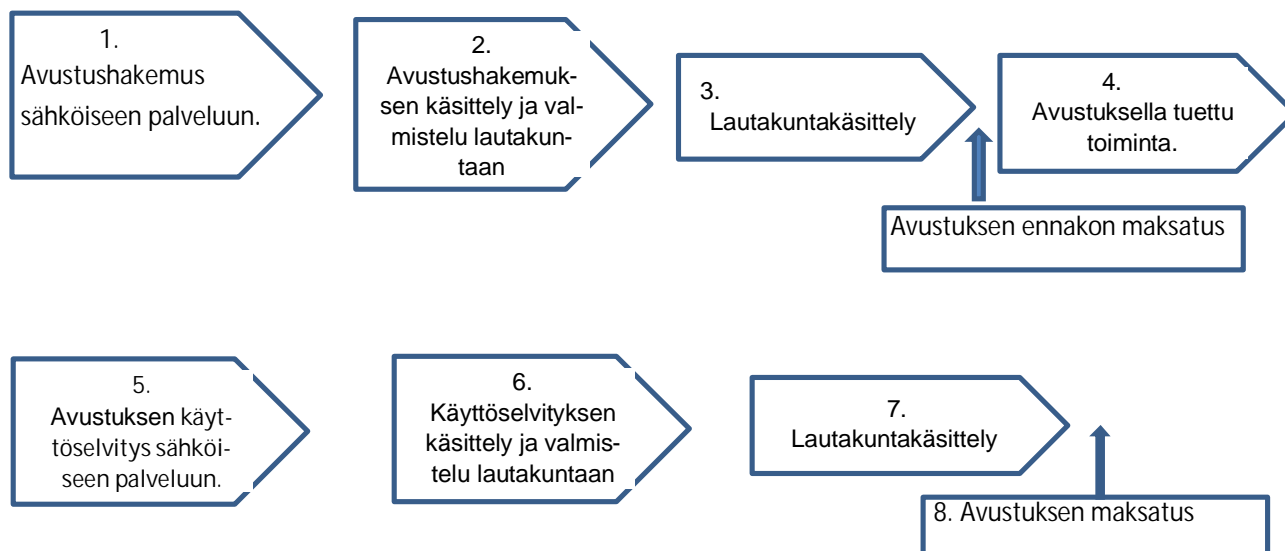 1.
Avustushakemus
sähköiseen palveluun.
2.
Avustushakemuk-
sen käsittely ja val-
mistelu lautakun-
taan
3.
Lautakuntakäsittely
4.
Avustuksella tuettu
toiminta.
Avustuksen ennakon maksatus
5.
Avustuksen käyt-
töselvitys sähköi-
seen palveluun.
6.
Käyttöselvityksen
käsittely ja valmis-
telu lautakuntaan
7.
Lautakuntakäsittely
8. Avustuksen maksatus